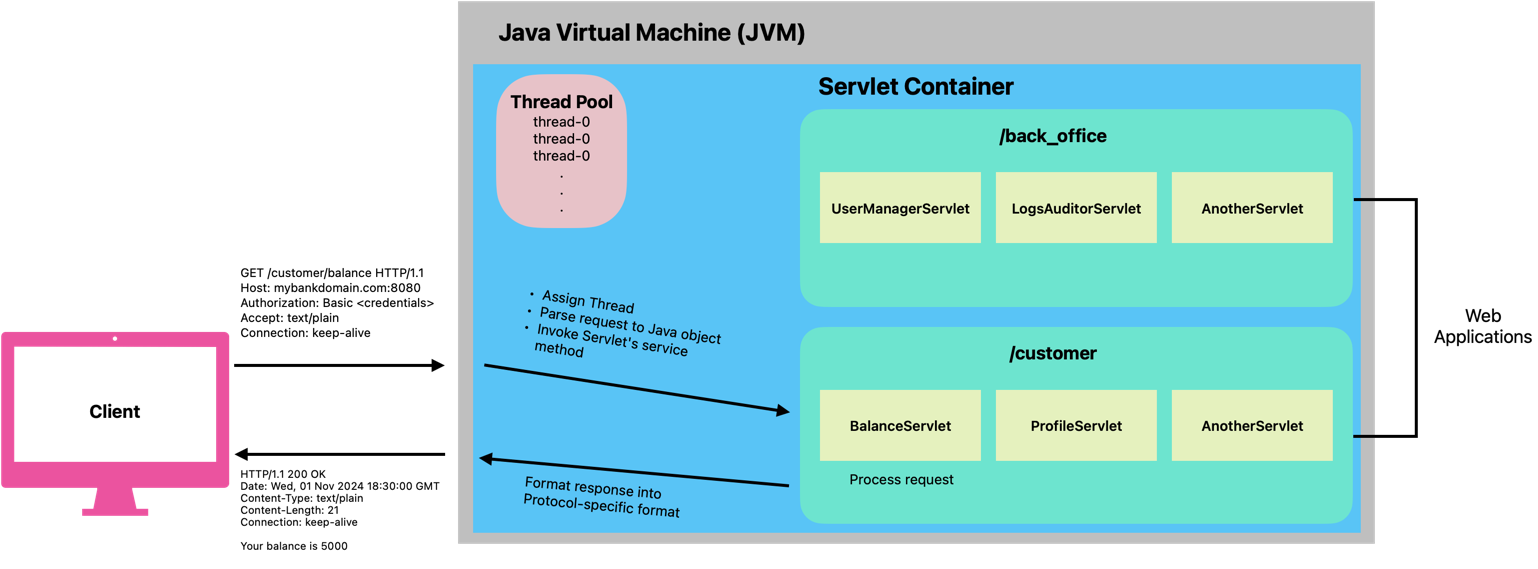 Java Virtual Machine (JVM)
Servlet Container
Thread Pool
thread-0
thread-0
thread-0
.
.
.
/back_office
UserManagerServlet
LogsAuditorServlet
AnotherServlet
GET /customer/balance HTTP/1.1
Host: mybankdomain.com:8080
Authorization: Basic <credentials>
Accept: text/plain
Connection: keep-alive
• Assign Thread
• Parse request to Java object
• Invoke Servlet's service
method
Web
Applications
/customer
Client
BalanceServlet
ProfileServlet
AnotherServlet
Process request
HTTP/1.1 200 OK
Date: Wed, 01 Nov 2024 18:30:00 GMT
Content-Type: text/plain
Content-Length: 21
Connection: keep-alive
Your balance is 5000
Format response into
Protocol-specific format